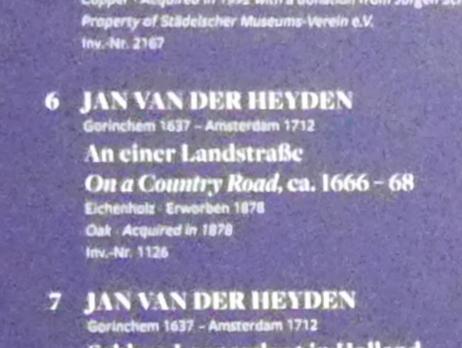 Property of Städelscher Museums-Verein e.V.
Inv.-Nr. 2167
6 JAN VAN DER HEYDEN
Gorinchem 1637 – Amsterdam 1712
An einer Landstraße
On a Country Road, ca. 1666 – 68
Eichenholz · Erworben 1878
Oak · Acquired in 1878
Inv.-Nr. 1126
7 JAN VAN DER HEYDEN
Gorinchem 1637 – Amsterdam 1712